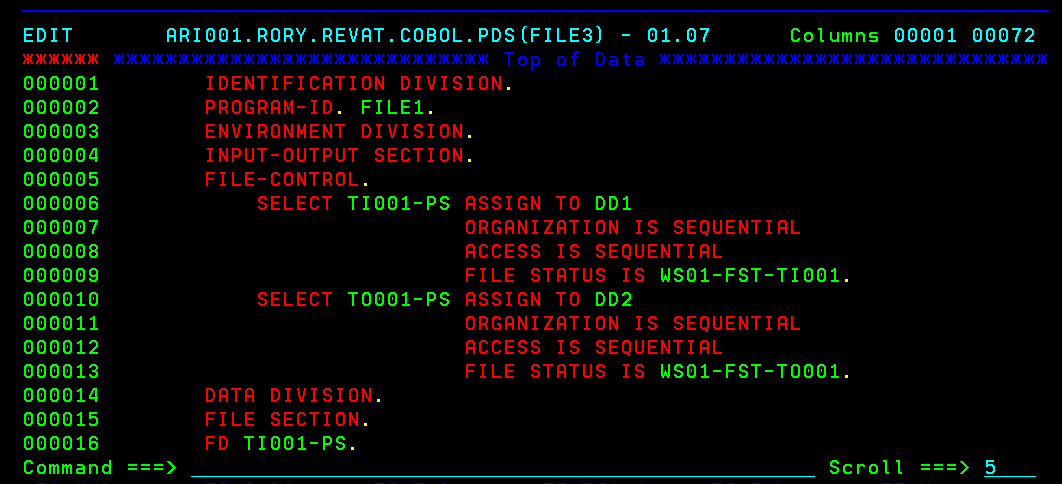 EDIT ARI001.RORY.REVAT.COBOL.PDS(FILE3) - 01.07 Columns 00001 00072
****** ***************************** Top of Data ******************************
000001 IDENTIFICATION DIVISION.
000002 PROGRAM-ID. FILE1.
000003 ENVIRONMENT DIVISION.
000004 INPUT-OUTPUT SECTION.
000005 FILE-CONTROL.
000006 SELECT TI001-PS ASSIGN TO DD1
000007 ORGANIZATION IS SEQUENTIAL
000008 ACCESS IS SEQUENTIAL
000009 FILE STATUS IS WS01-FST-TI001.
000010 SELECT TO001-PS ASSIGN TO DD2
000011 ORGANIZATION IS SEQUENTIAL
000012 ACCESS IS SEQUENTIAL
000013 FILE STATUS IS WS01-FST-TO001.
000014 DATA DIVISION.
000015 FILE SECTION.
000016 FD TI001-PS.
Command ===> Scroll ===> 5